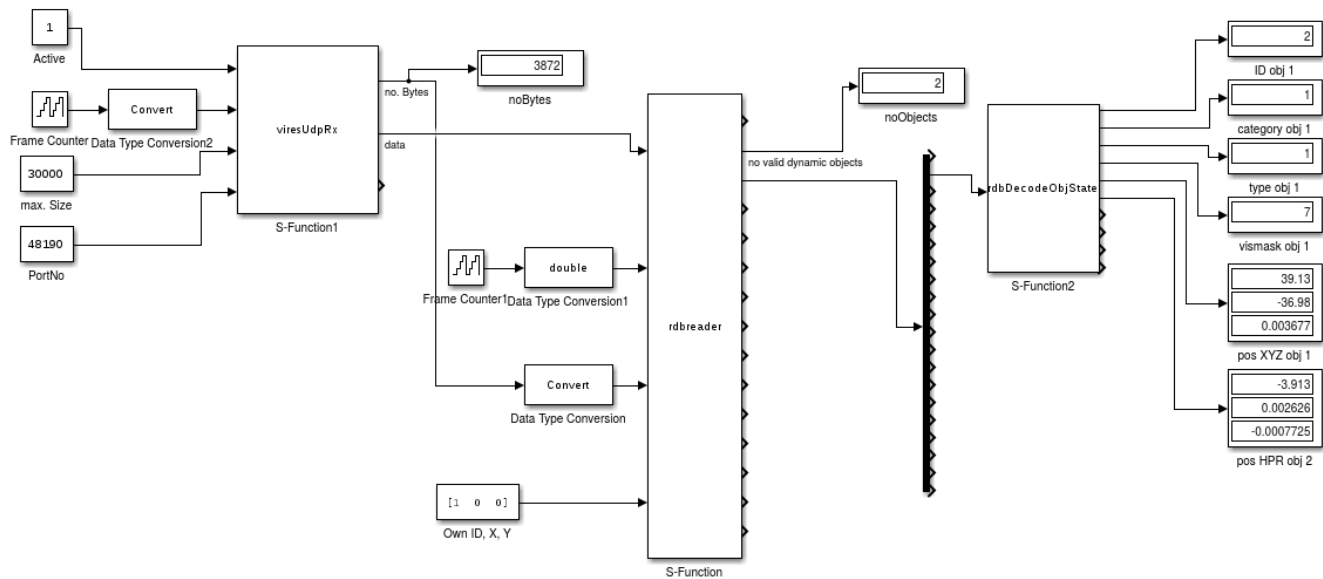 1
Active
Frame Counter
Convert
Data Type Conversion2
30000
max. Size
48190
PortNo
viresUdpRx
S-Function1
no. Bytes
data
3872
noBytes
Frame Counter1
double
Data Type Conversion1
Convert
Data Type Conversion
[1 0 0]
Own ID, X, Y
rdbreader
S-Function
no valid dynamic objects
2
noObjects
rdbDecodeObjState
S-Function2
2
ID obj 1
1
category obj 1
1
type obj 1
7
vismask obj 1
39.13
-36.98
0.003677
pos XYZ obj 1
-3.913
0.002626
-0.0007725
pos HPR obj 2